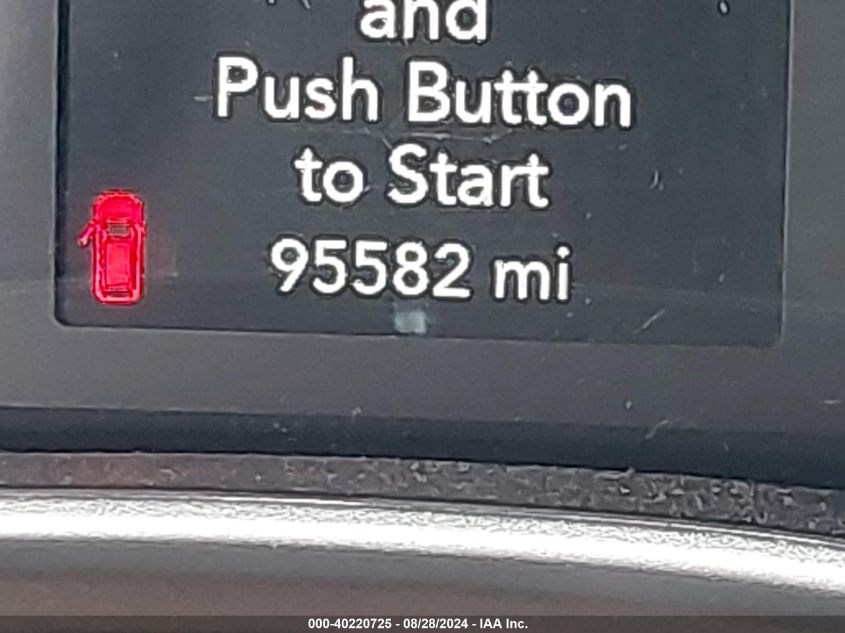 and
Push Button
to Start
95582 mi
000-40220725 - 08/28/2024 - IAA Inc.